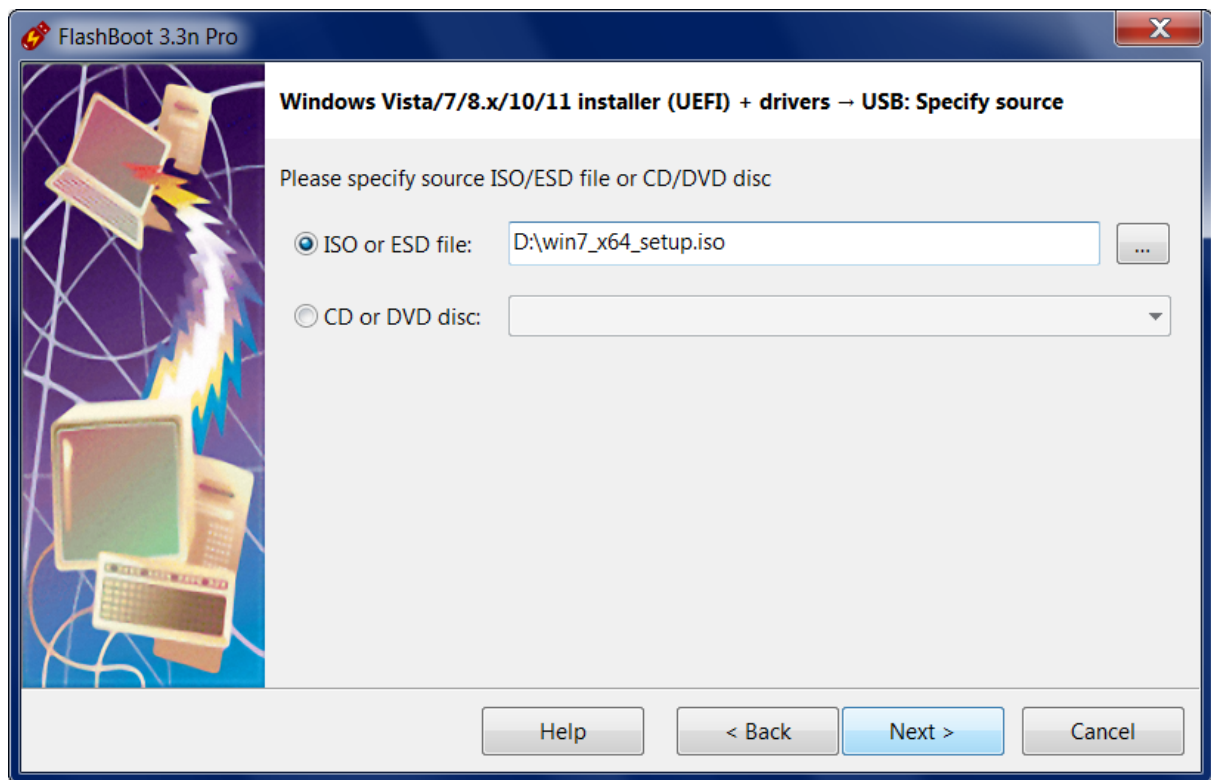 FlashBoot 3.3n Pro
Windows Vista/7/8.x/10/11 installer (UEFI) + drivers → USB: Specify source
Please specify source ISO/ESD file or CD/DVD disc
ISO or ESD file: D:\win7_x64_setup.iso ...
CD or DVD disc:
Help < Back Next > Cancel